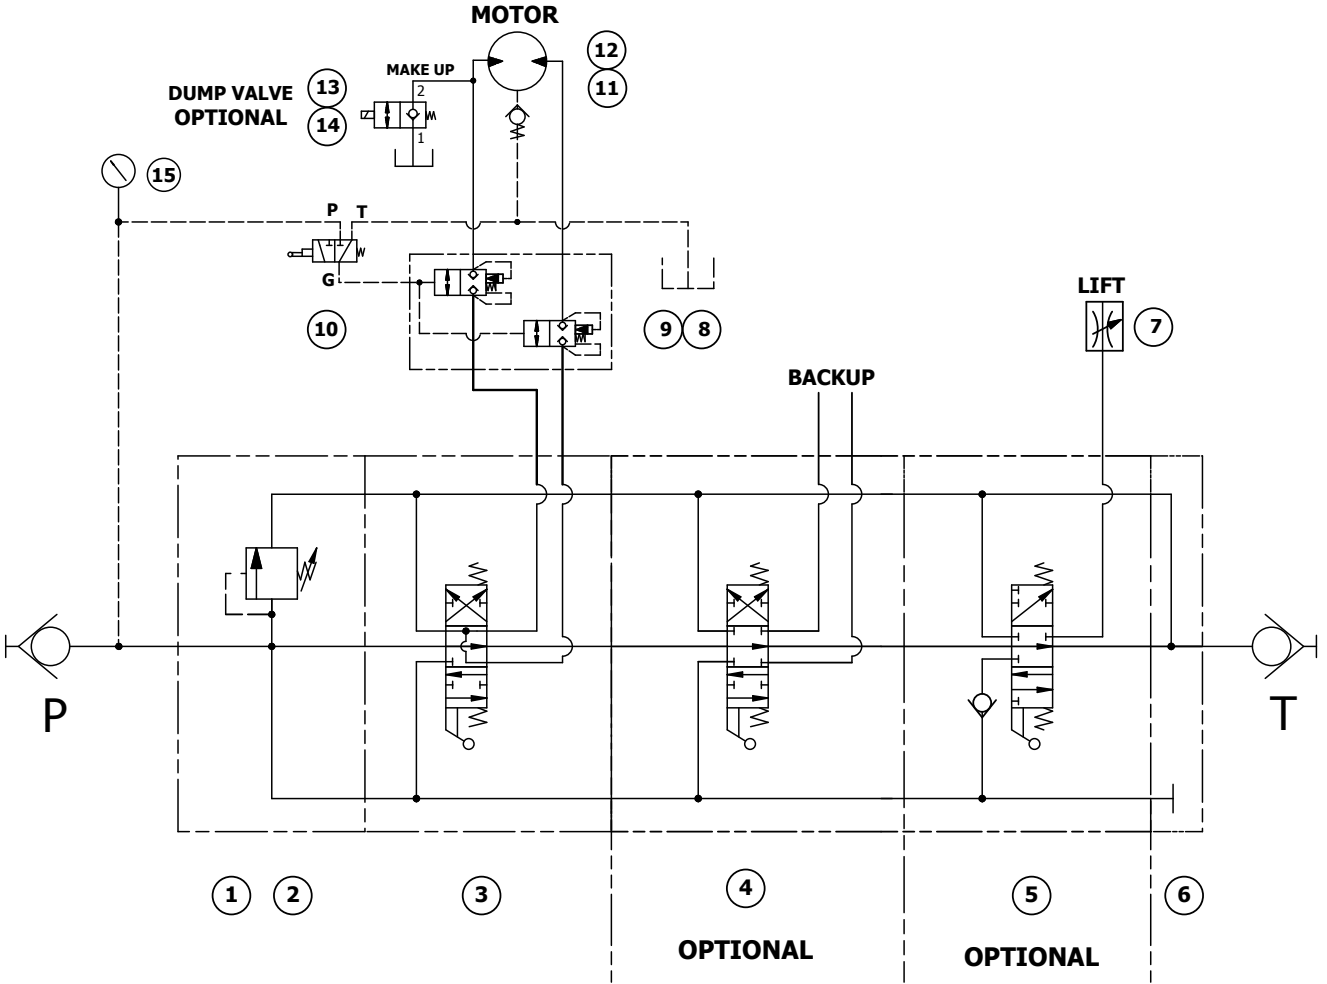 MOTOR
12
MAKE UP
13
11
2
DUMP VALVE
OPTIONAL
14
1
15
P
T
G
LIFT
10
9
8
7
BACKUP
P
T
1
2
3
4
5
6
OPTIONAL
OPTIONAL